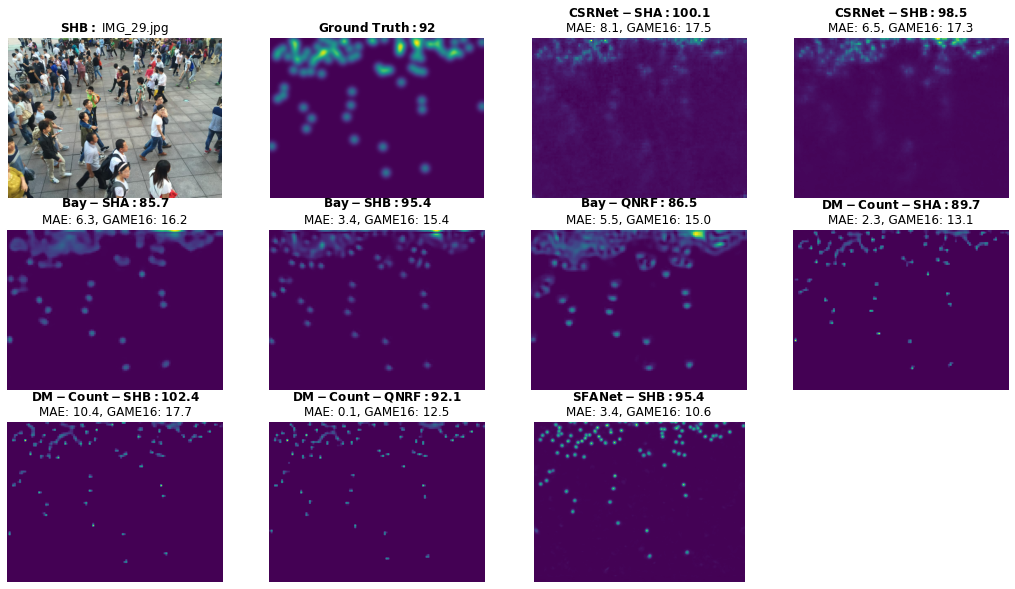 SHB: IMG_29.jpg
Ground Truth: 92
CSRNet-SHA: 100.1
MAE: 8.1, GAME16: 17.5
CSRNet-SHB: 98.5
MAE: 6.5, GAME16: 17.3
Bay-SHA: 85.7
MAE: 6.3, GAME16: 16.2
Bay-SHB: 95.4
MAE: 3.4, GAME16: 15.4
Bay-QNRF: 86.5
MAE: 5.5, GAME16: 15.0
DM-Count-SHA: 89.7
MAE: 2.3, GAME16: 13.1
DM-Count-SHB: 102.4
MAE: 10.4, GAME16: 17.7
DM-Count-QNRF: 92.1
MAE: 0.1, GAME16: 12.5
SFANet-SHB: 95.4
MAE: 3.4, GAME16: 10.6